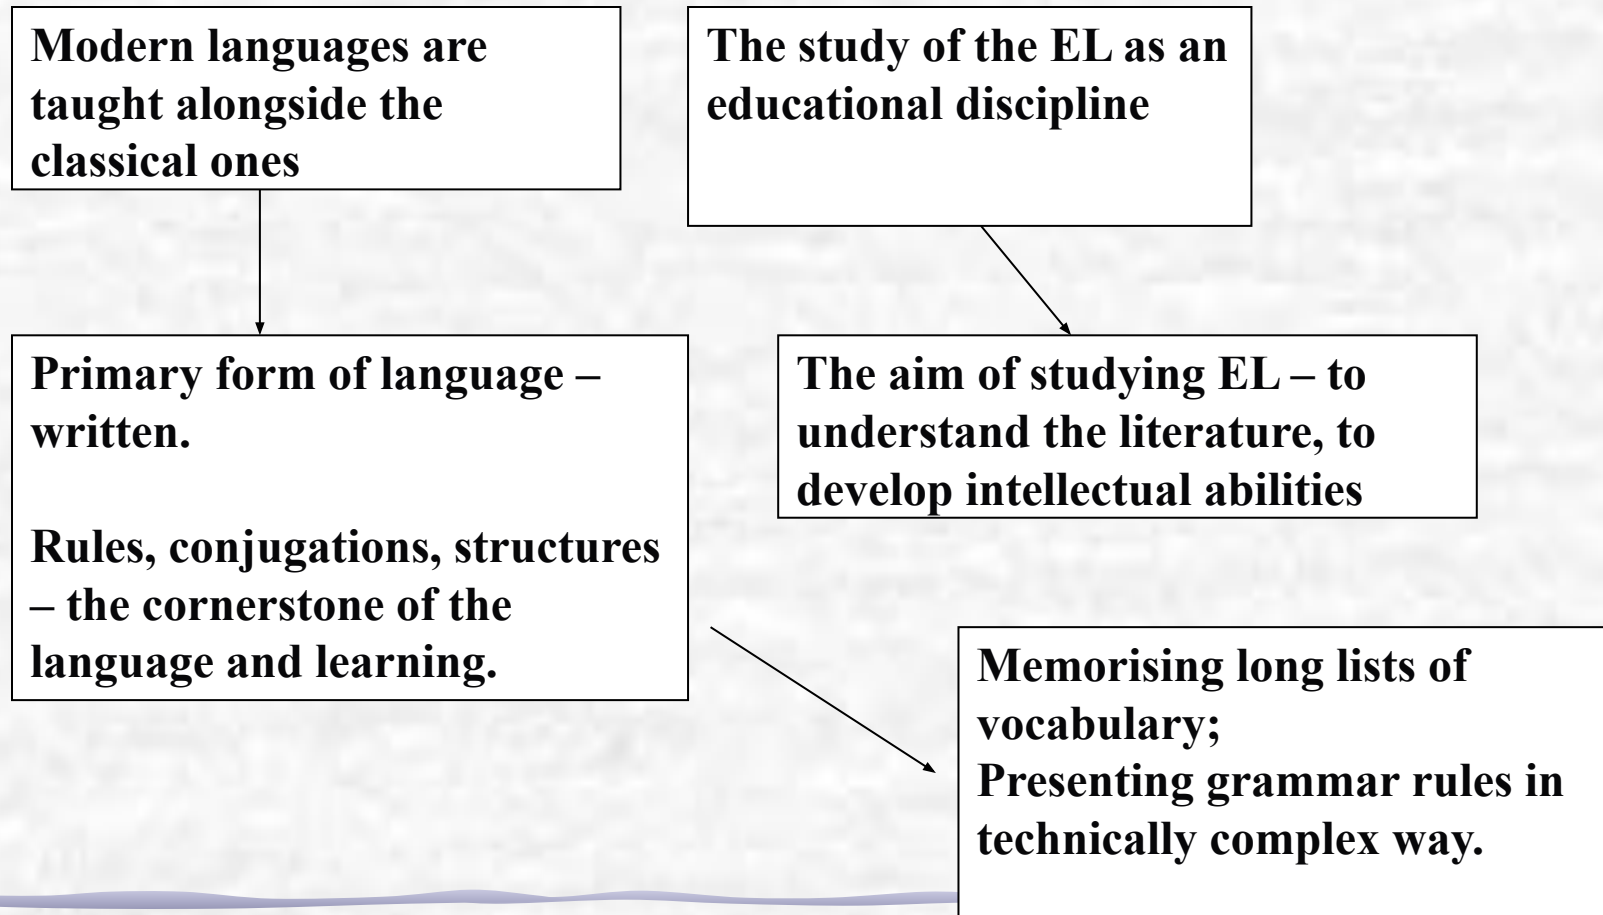 Modern languages are
taught alongside the
classical ones
The study of the EL as an
educational discipline
Primary form of language –
written.
Rules, conjugations, structures
– the cornerstone of the
language and learning.
The aim of studying EL – to
understand the literature, to
develop intellectual abilities
Memorising long lists of
vocabulary;
Presenting grammar rules in
technically complex way.